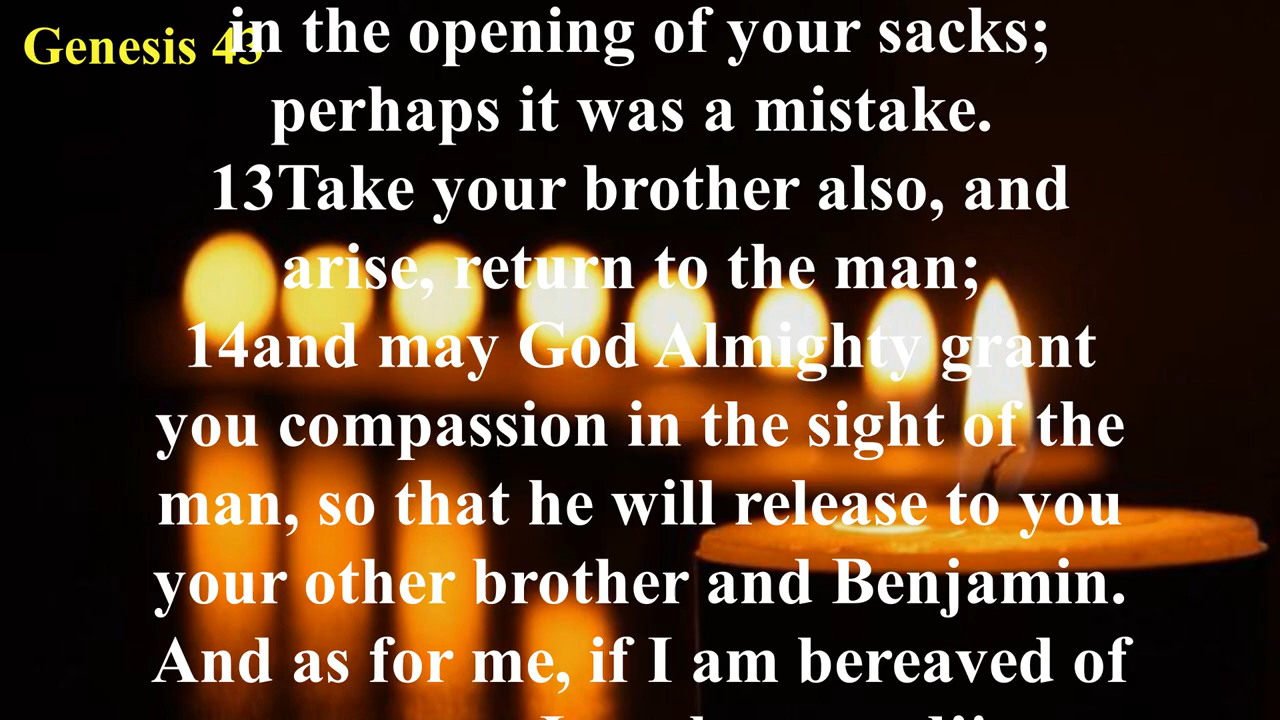 Genesis 43
in the opening of your sacks;
perhaps it was a mistake.
13Take your brother also, and
arise, return to the man;
14and may God Almighty grant
you compassion in the sight of the
man, so that he will release to you
your other brother and Benjamin.
And as for me, if I am bereaved of